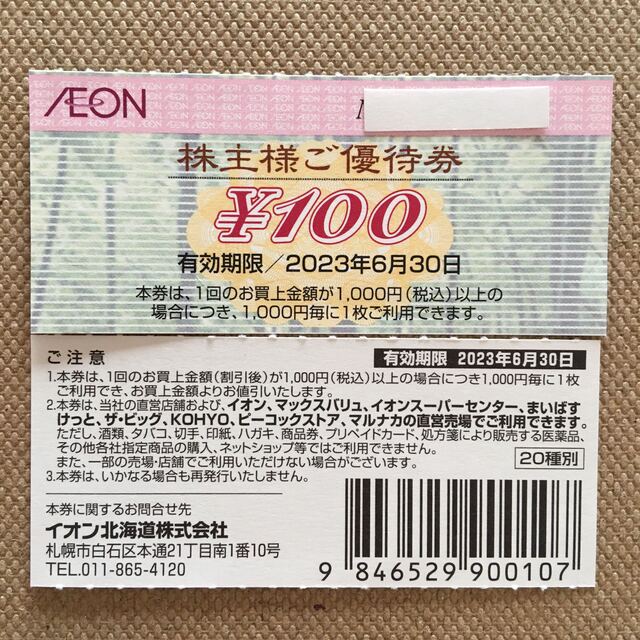 ÆON
株主様ご優待券
¥100
有効期限／2023年6月30日
本券は、1回のお買上金額が1,000円(税込)以上の
場合につき、1,000円毎に1枚ご利用できます。
ご注意
有効期限 2023年6月30日
1.本券は、1回のお買上金額(割引後)が1,000円(税込)以上の場合につき1,000円毎に1枚
ご利用でき、お買上金額よりお値引いたします。
2.本券は、当社の直営店舗および、イオン、マックスバリュ、イオンスーパーセンター、まいばす
けっと、ザ・ビッグ、KOHYO、ピーコックストア、マルナカの直営売場でご利用できます。
ただし、酒類、タバコ、切手、印紙、ハガキ、商品券、プリペイドカード、処方箋により販売する医薬品、
その他各社指定商品の購入、ネットショップ等ではご利用できません。
また、一部の売場・店舗でご利用いただけない場合がございます。
20種別
3.本券は、いかなる場合も再発行いたしません。
本券に関するお問合せ先
イオン北海道株式会社
札幌市白石区本通21丁目南1番10号
TEL.011-865-4120
9 846529 900107